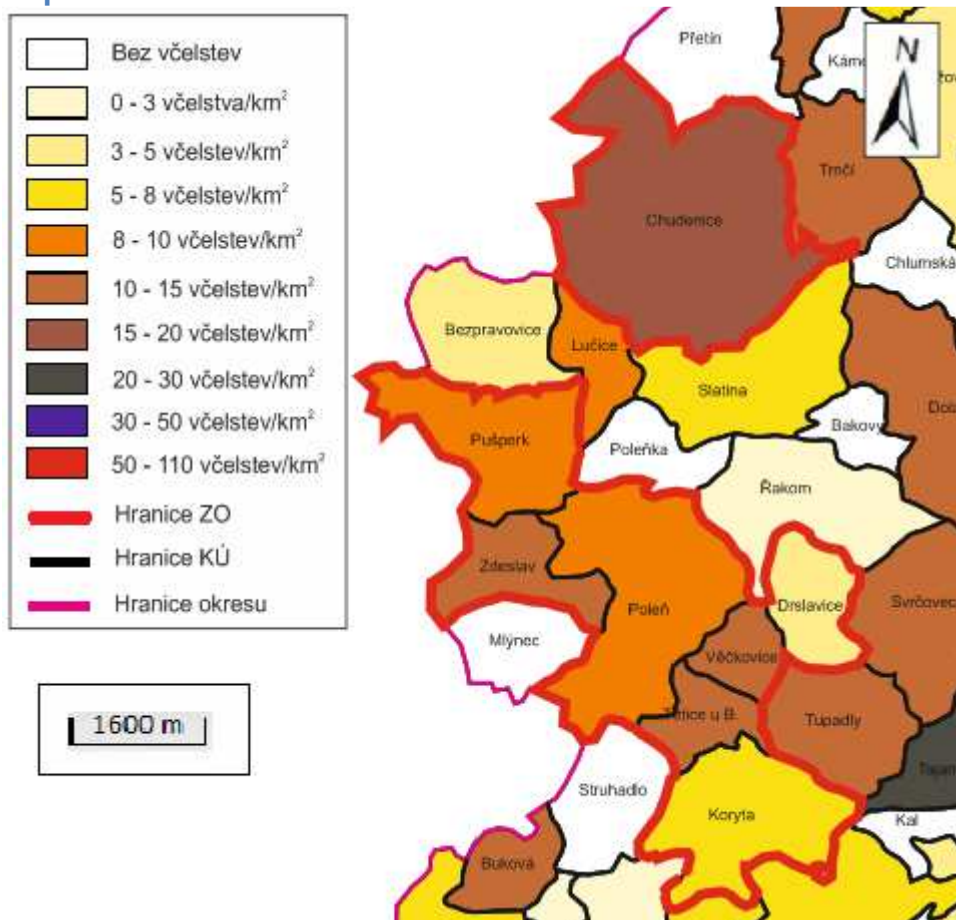 Bez včelstev
0 - 3 včelstva/km²
3 - 5 včelstev/km²
5 - 8 včelstev/km²
8 - 10 včelstev/km²
10 - 15 včelstev/km²
15 - 20 včelstev/km²
20 - 30 včelstev/km²
30 - 50 včelstev/km²
50 - 110 včelstev/km²
Hranice ZO
Hranice KÚ
Hranice okresu
1600 m
N
Přetín
Trnčí
Chudenice
Chlumská
Bezpravovice
Lučice
Slatina
Bakovy
Pušperk
Poleňka
Řakom
Zdeslav
Poleň
Drslavice
Svrčovec
Mlýnec
Věčkovice
Tupadly
Struhadlo
Koryta
Kal
Buková